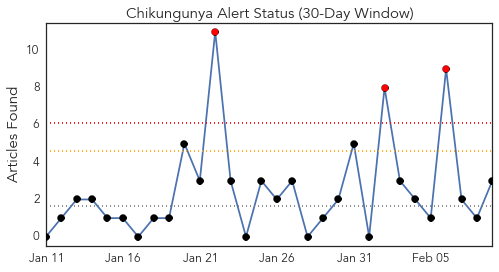 Chikungunya Alert Status (30-Day Window)
Articles Found
10
8
6
4
2
0
Jan 11
Jan 16
Jan 21
Jan 26
Jan 31
Feb 05